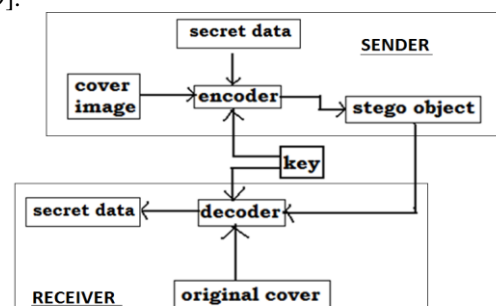 secret data
SENDER
cover
image
encoder
stego object
key
secret data
decoder
RECEIVER
original cover